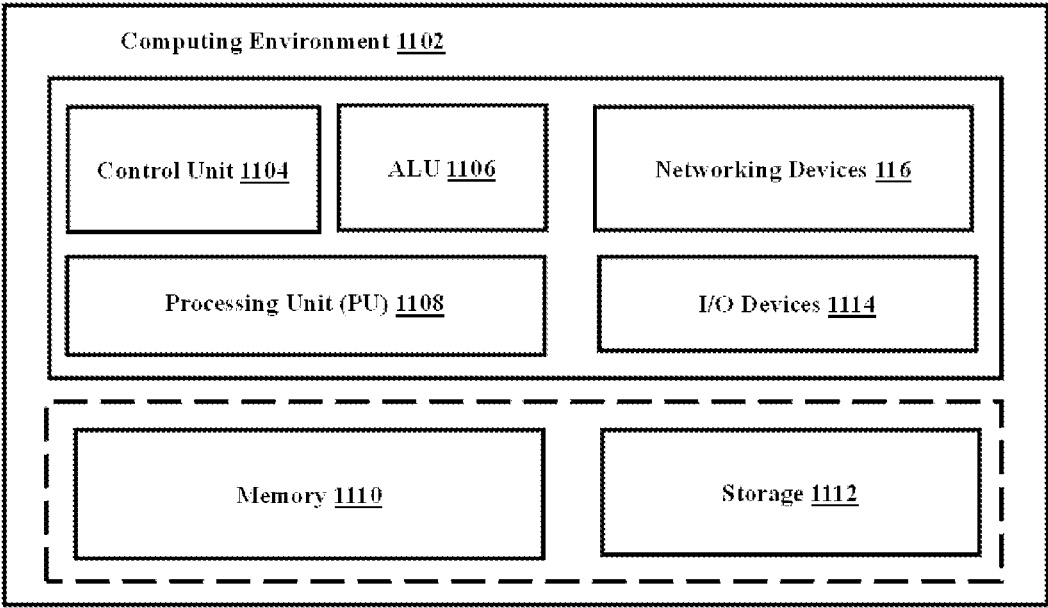 Computing Environment 1102
Control Unit 1104
ALU 1106
Networking Devices 116
Processing Unit (PU) 1108
I/O Devices 1114
Memory 1110
Storage 1112